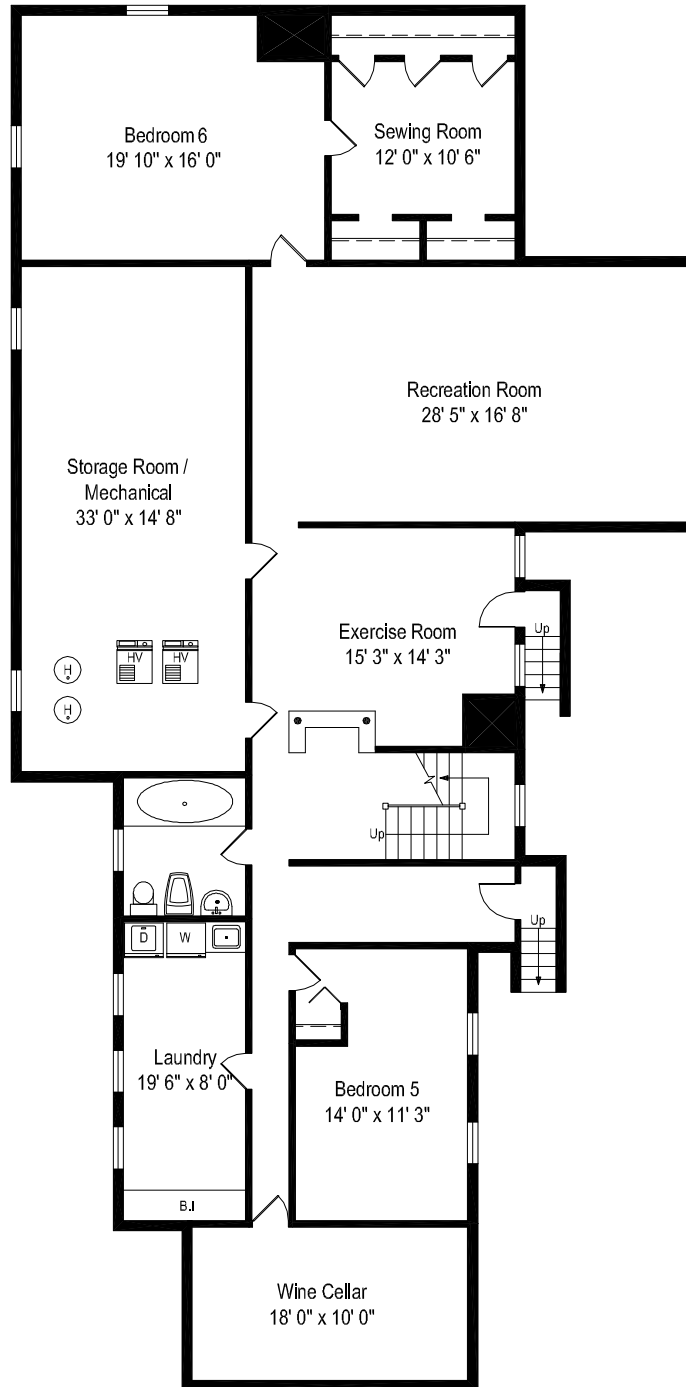 Bedroom 6
19' 10" x 16' 0"
Sewing Room
12' 0" x 10' 6"
Recreation Room
28' 5" x 16' 8"
Storage Room /
Mechanical
33' 0" x 14' 8"
Exercise Room
15' 3" x 14' 3"
Up
HV HV
H
H
Up
Up
D W
Laundry
19' 6" x 8' 0"
Bedroom 5
14' 0" x 11' 3"
B.I
Wine Cellar
18' 0" x 10' 0"